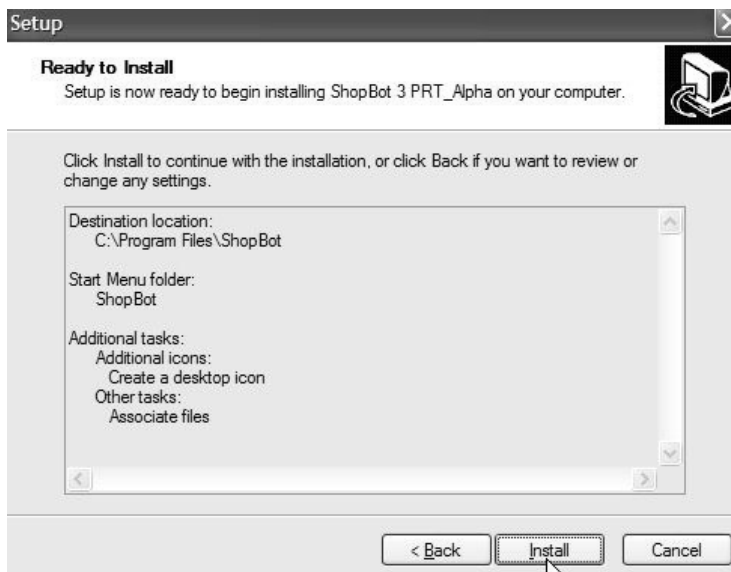 Setup
Ready to Install
Setup is now ready to begin installing ShopBot 3 PRT_Alpha on your computer.
Click Install to continue with the installation, or click Back if you want to review or
change any settings.
Destination location:
C:\Program Files\ShopBot
Start Menu folder:
ShopBot
Additional tasks:
Additional icons:
Create a desktop icon
Other tasks:
Associate files
< Back
Install
Cancel